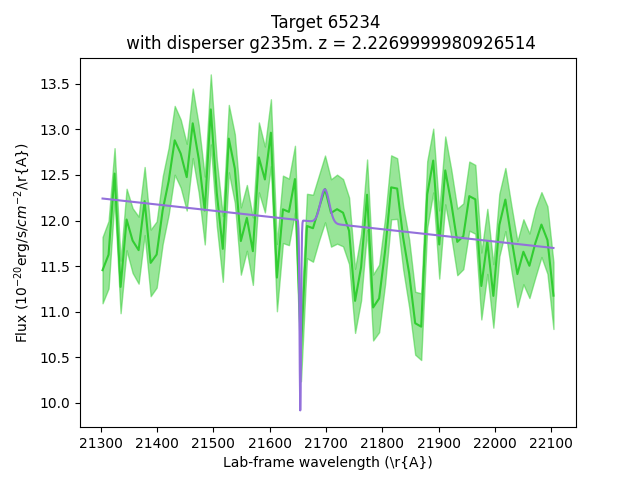 Target 65234
with disperser g235m. z = 2.2269999980926514
13.5
13.0
12.5
12.0
11.5
11.0
10.5
10.0
Flux (10^{-20}erg/s/cm^{-2}/\r{A})
21300 21400 21500 21600 21700 21800 21900 22000 22100
Lab-frame wavelength (\r{A})